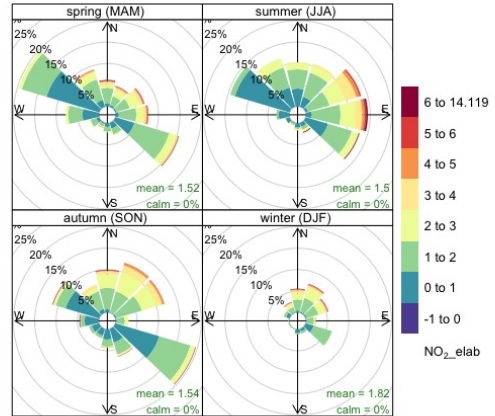 spring (MAM)
25%
20%
15%
10%
5%
N
W
E
S
mean = 1.52
calm = 0%
summer (JJA)
25%
20%
15%
10%
5%
N
W
E
S
mean = 1.5
calm = 0%
autumn (SON)
25%
20%
15%
10%
5%
N
W
E
S
mean = 1.54
calm = 0%
winter (DJF)
25%
20%
15%
10%
5%
N
W
E
S
mean = 1.82
calm = 0%
6 to 14.119
5 to 6
4 to 5
3 to 4
2 to 3
1 to 2
0 to 1
-1 to 0
NO₂_elab